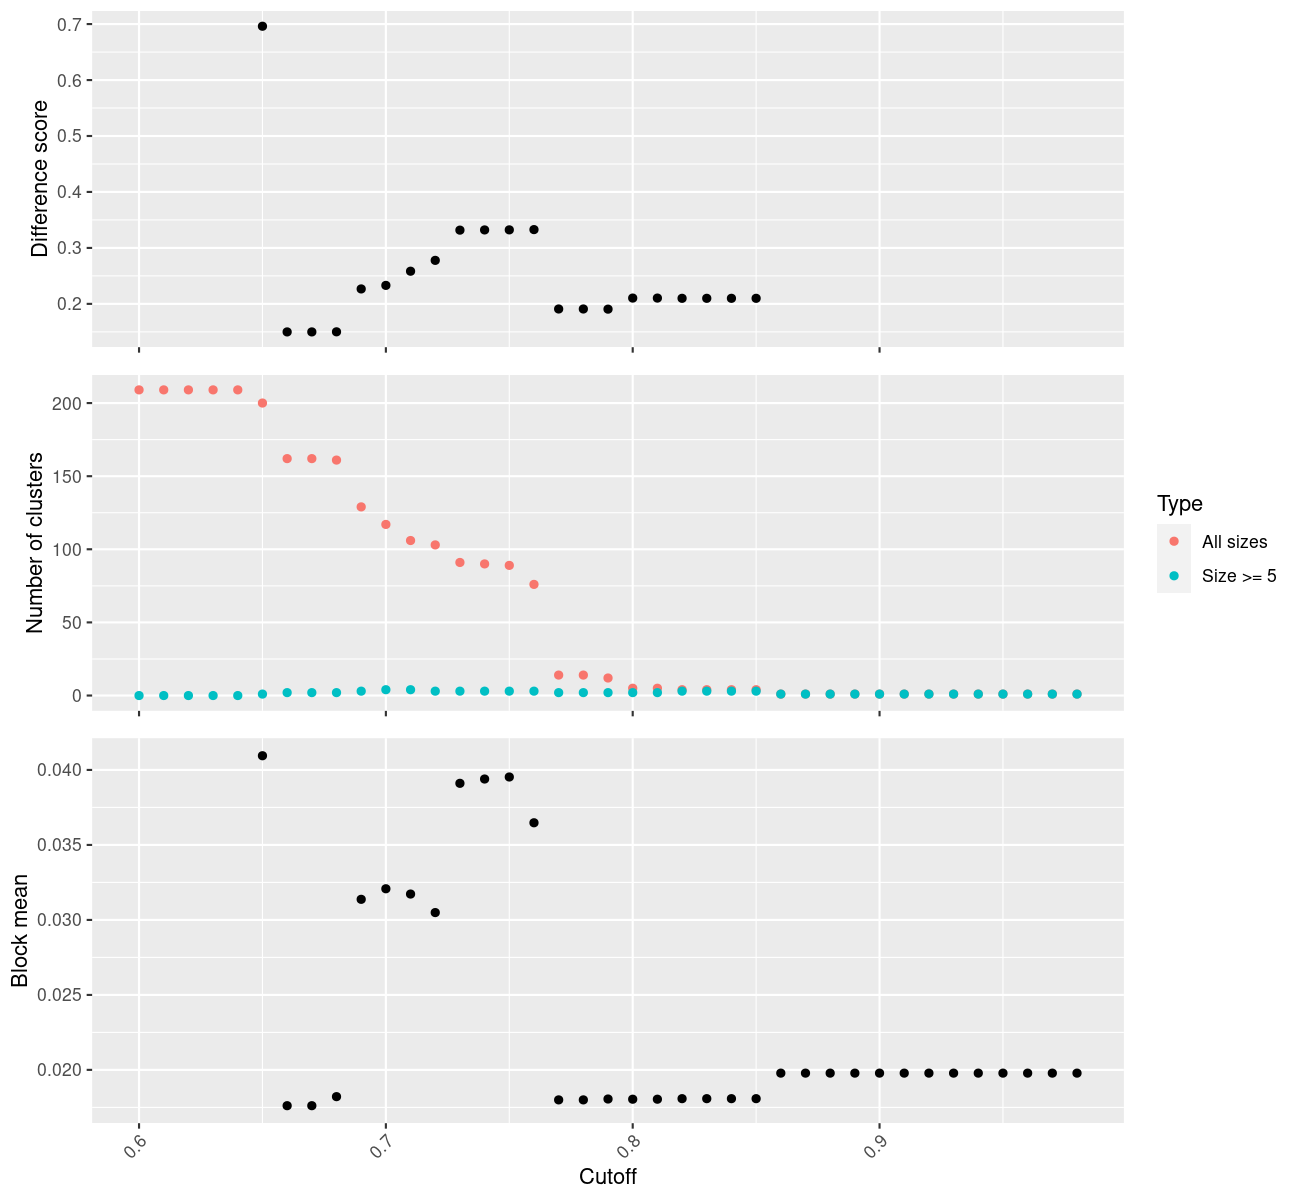 0.7
0.6
0.5
0.4
0.3
0.2
Difference score
200
150
100
50
0
Number of clusters
Type
All sizes
Size >= 5
0.040
0.035
0.030
0.025
0.020
Block mean
0.6
0.7
0.8
0.9
Cutoff